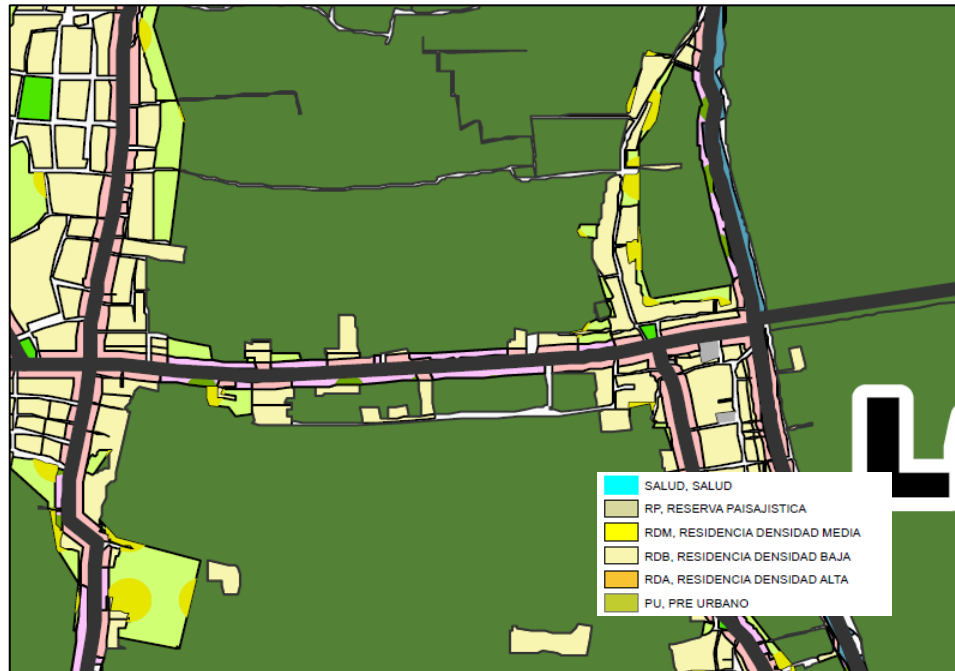 SALUD, SALUD
RP, RESERVA PAISAJISTICA
RDM, RESIDENCIA DENSIDAD MEDIA
RDB, RESIDENCIA DENSIDAD BAJA
RDA, RESIDENCIA DENSIDAD ALTA
PU, PRE URBANO
L